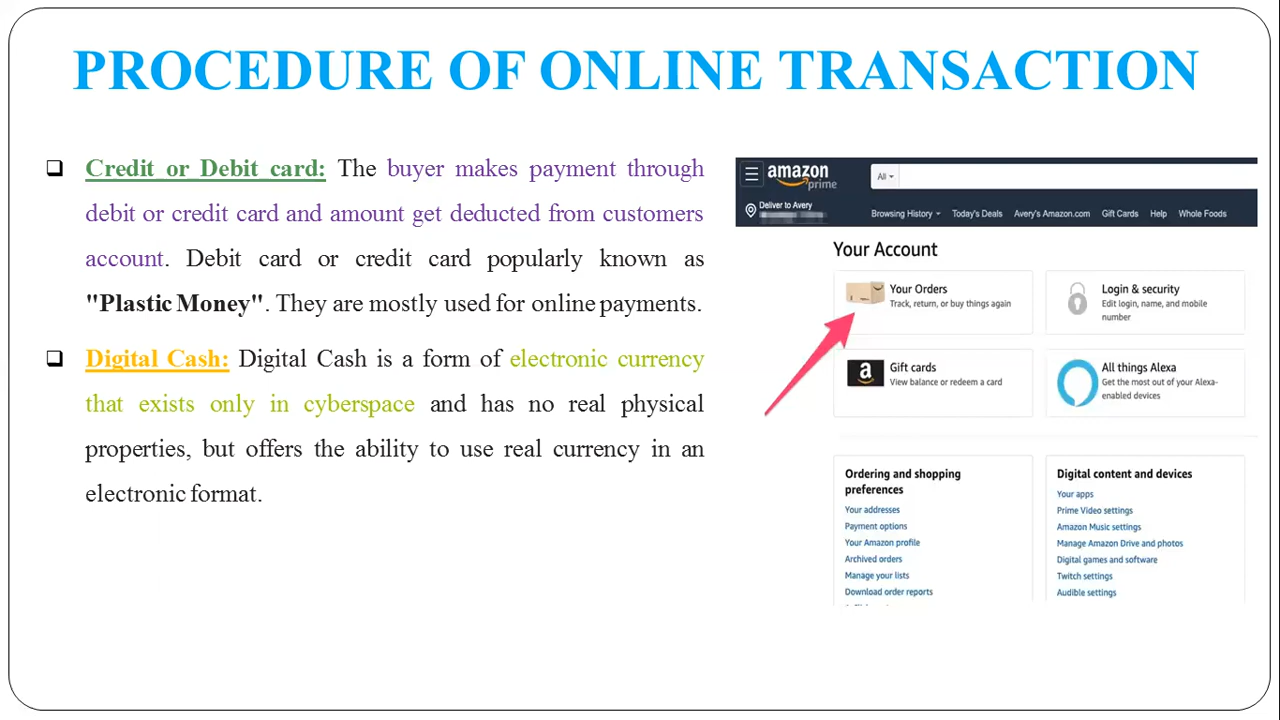 PROCEDURE OF ONLINE TRANSACTION
Credit or Debit card: The buyer makes payment through
debit or credit card and amount get deducted from customers
account. Debit card or credit card popularly known as
"Plastic Money". They are mostly used for online payments.
Digital Cash: Digital Cash is a form of electronic currency
that exists only in cyberspace and has no real physical
properties, but offers the ability to use real currency in an
electronic format.
amazon
prime
All
Deliver to Avery
Browsing History Today's Deals Avery's Amazon.com Gift Cards Help Whole Foods
Your Account
Your Orders
Track, return, or buy things again
Login & security
Edit login, name, and mobile
number
Gift cards
View balance or redeem a card
All things Alexa
Get the most out of your Alexa-
enabled devices
Ordering and shopping
preferences
Your addresses
Payment options
Your Amazon profile
Archived orders
Manage your lists
Download order reports
Digital content and devices
Your apps
Prime Video settings
Amazon Music settings
Manage Amazon Drive and photos
Digital games and software
Twitch settings
Audible settings